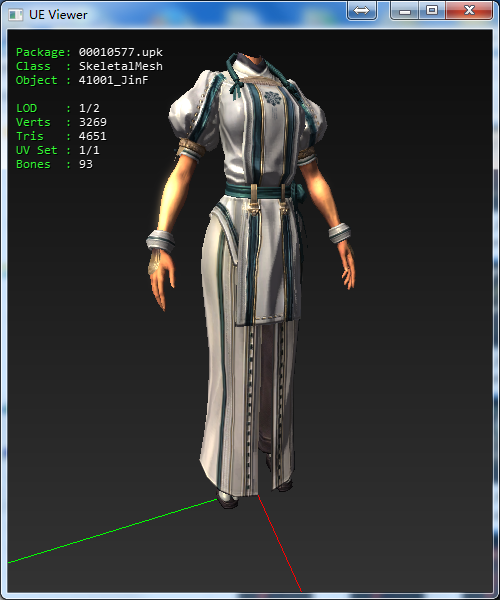 UE Viewer
Package: 00010577.upk
Class : SkeletalMesh
Object : 41001_JinF
LOD : 1/2
Verts : 3269
Tris : 4651
UV Set : 1/1
Bones : 93